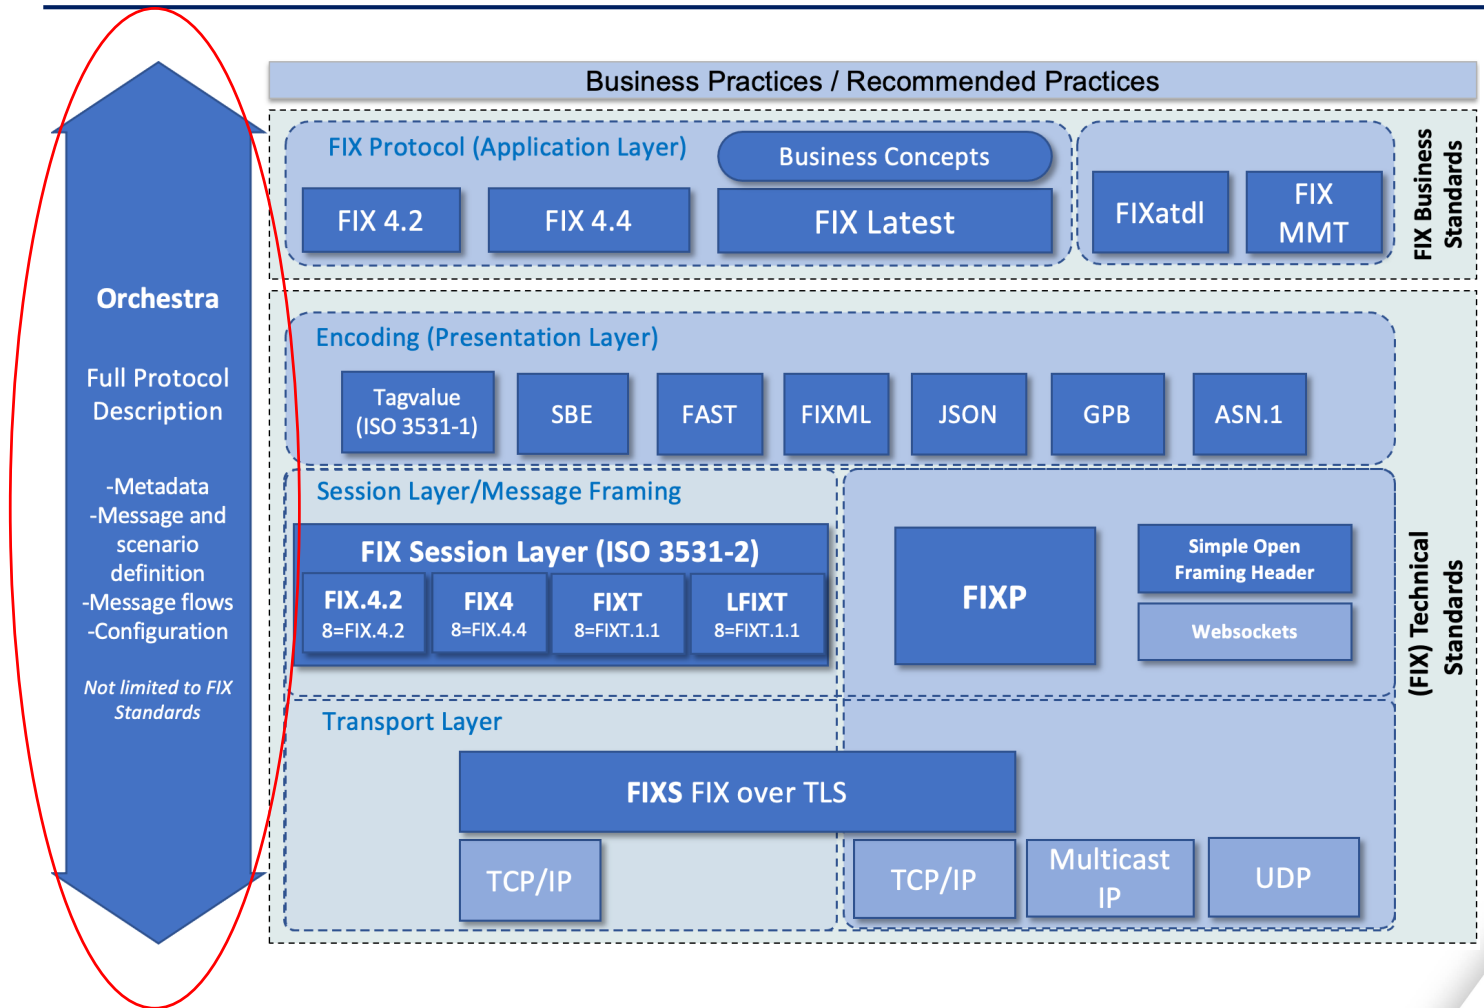 Business Practices / Recommended Practices
Orchestra
Full Protocol
Description
-Metadata
-Message and
scenario
definition
-Message flows
-Configuration
Not limited to FIX
Standards
FIX Protocol (Application Layer)
Business Concepts
FIX 4.2
FIX 4.4
FIX Latest
FIXatdl
FIX
MMT
FIX Business
Standards
Encoding (Presentation Layer)
Tagvalue
(ISO 3531-1)
SBE
FAST
FIXML
JSON
GPB
ASN.1
Session Layer/Message Framing
FIX Session Layer (ISO 3531-2)
FIX.4.2
8=FIX.4.2
FIX4
8=FIX.4.4
FIXT
8=FIXT.1.1
LFIXT
8=FIXT.1.1
FIXP
Simple Open
Framing Header
Websockets
(FIX) Technical
Standards
Transport Layer
FIXS FIX over TLS
TCP/IP
TCP/IP
Multicast
IP
UDP